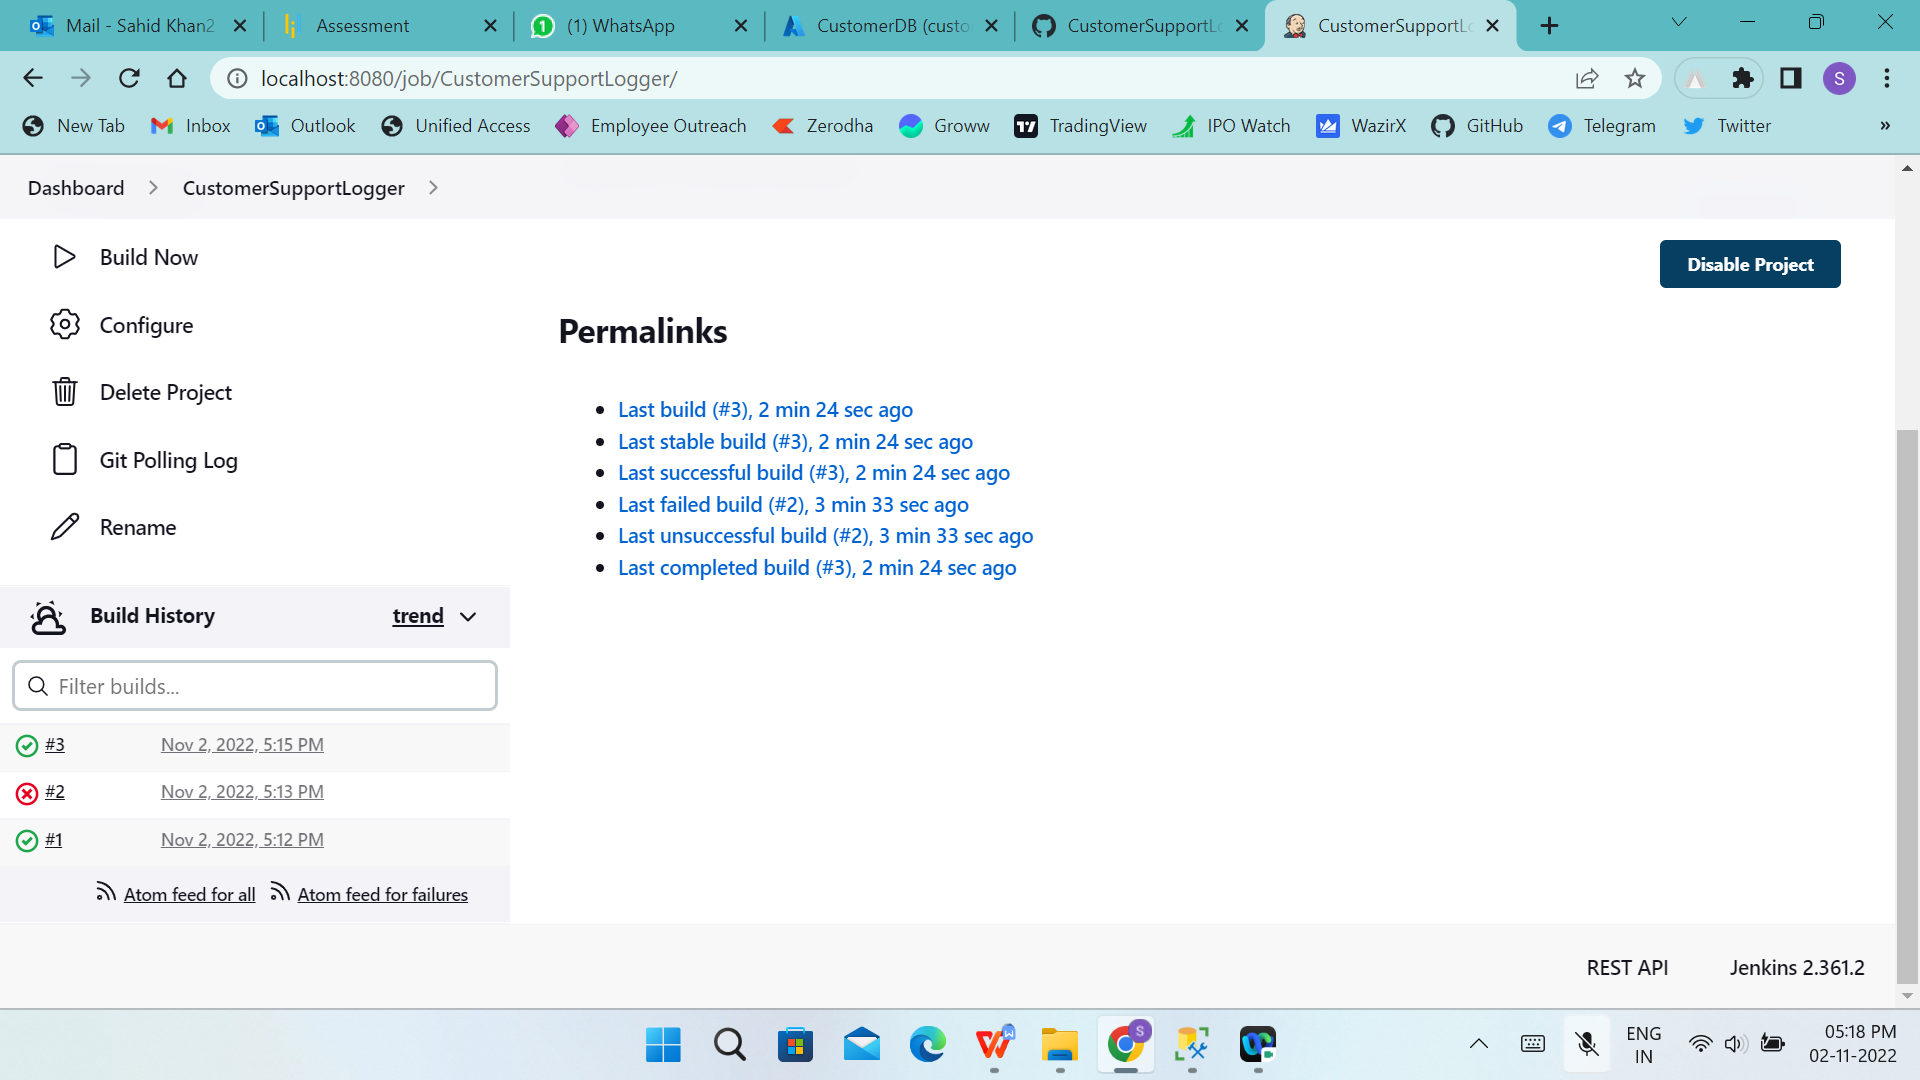 Mail - Sahid Khan2
Assessment
(1) WhatsApp
CustomerDB (custo
CustomerSupportLo
CustomerSupportLo
localhost:8080/job/CustomerSupportLogger/
S
New Tab
Inbox
Outlook
Unified Access
Employee Outreach
Zerodha
Groww
TradingView
IPO Watch
WazirX
GitHub
Telegram
Twitter
»
Dashboard
CustomerSupportLogger
Build Now
Configure
Delete Project
Git Polling Log
Rename
Disable Project
Permalinks
Last build (#3), 2 min 24 sec ago
Last stable build (#3), 2 min 24 sec ago
Last successful build (#3), 2 min 24 sec ago
Last failed build (#2), 3 min 33 sec ago
Last unsuccessful build (#2), 3 min 33 sec ago
Last completed build (#3), 2 min 24 sec ago
Build History
trend
Filter builds...
#3 Nov 2, 2022, 5:15 PM
#2 Nov 2, 2022, 5:13 PM
#1 Nov 2, 2022, 5:12 PM
Atom feed for all
Atom feed for failures
REST API
Jenkins 2.361.2
ENG
IN
05:18 PM
02-11-2022